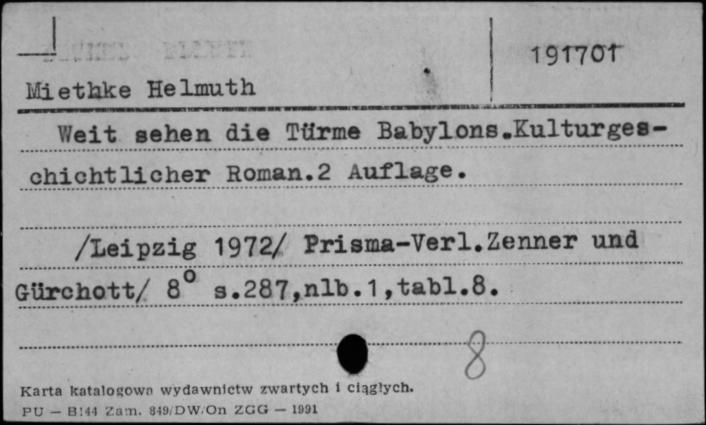 191701
Miethke Helmuth
Weit sehen die Türme Babylons.Kulturges-
chichtlicher Roman.2 Auflage.
/Leipzig 1972/ Prisma-Verl.Zenner und
Gürchott/ 8° s.287,nlb.1,tabl.8.
8
Karta katalogowa wydawnictw zwartych i ciągłych.
PU — B144 Zam. 849/DW/On ZGG — 1991